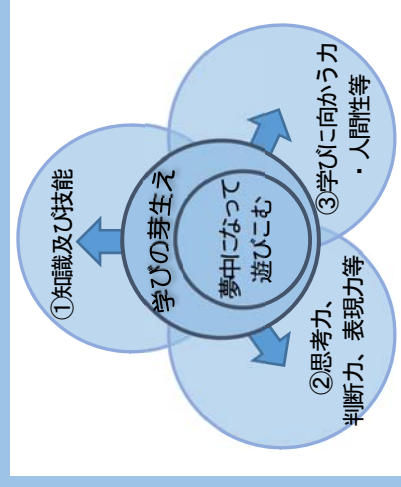 ①知識及び技能
学びの芽生え
夢中になって
遊びこむ
②思考力、
判断力、表現力等
③学びに向かう力
・人間性等